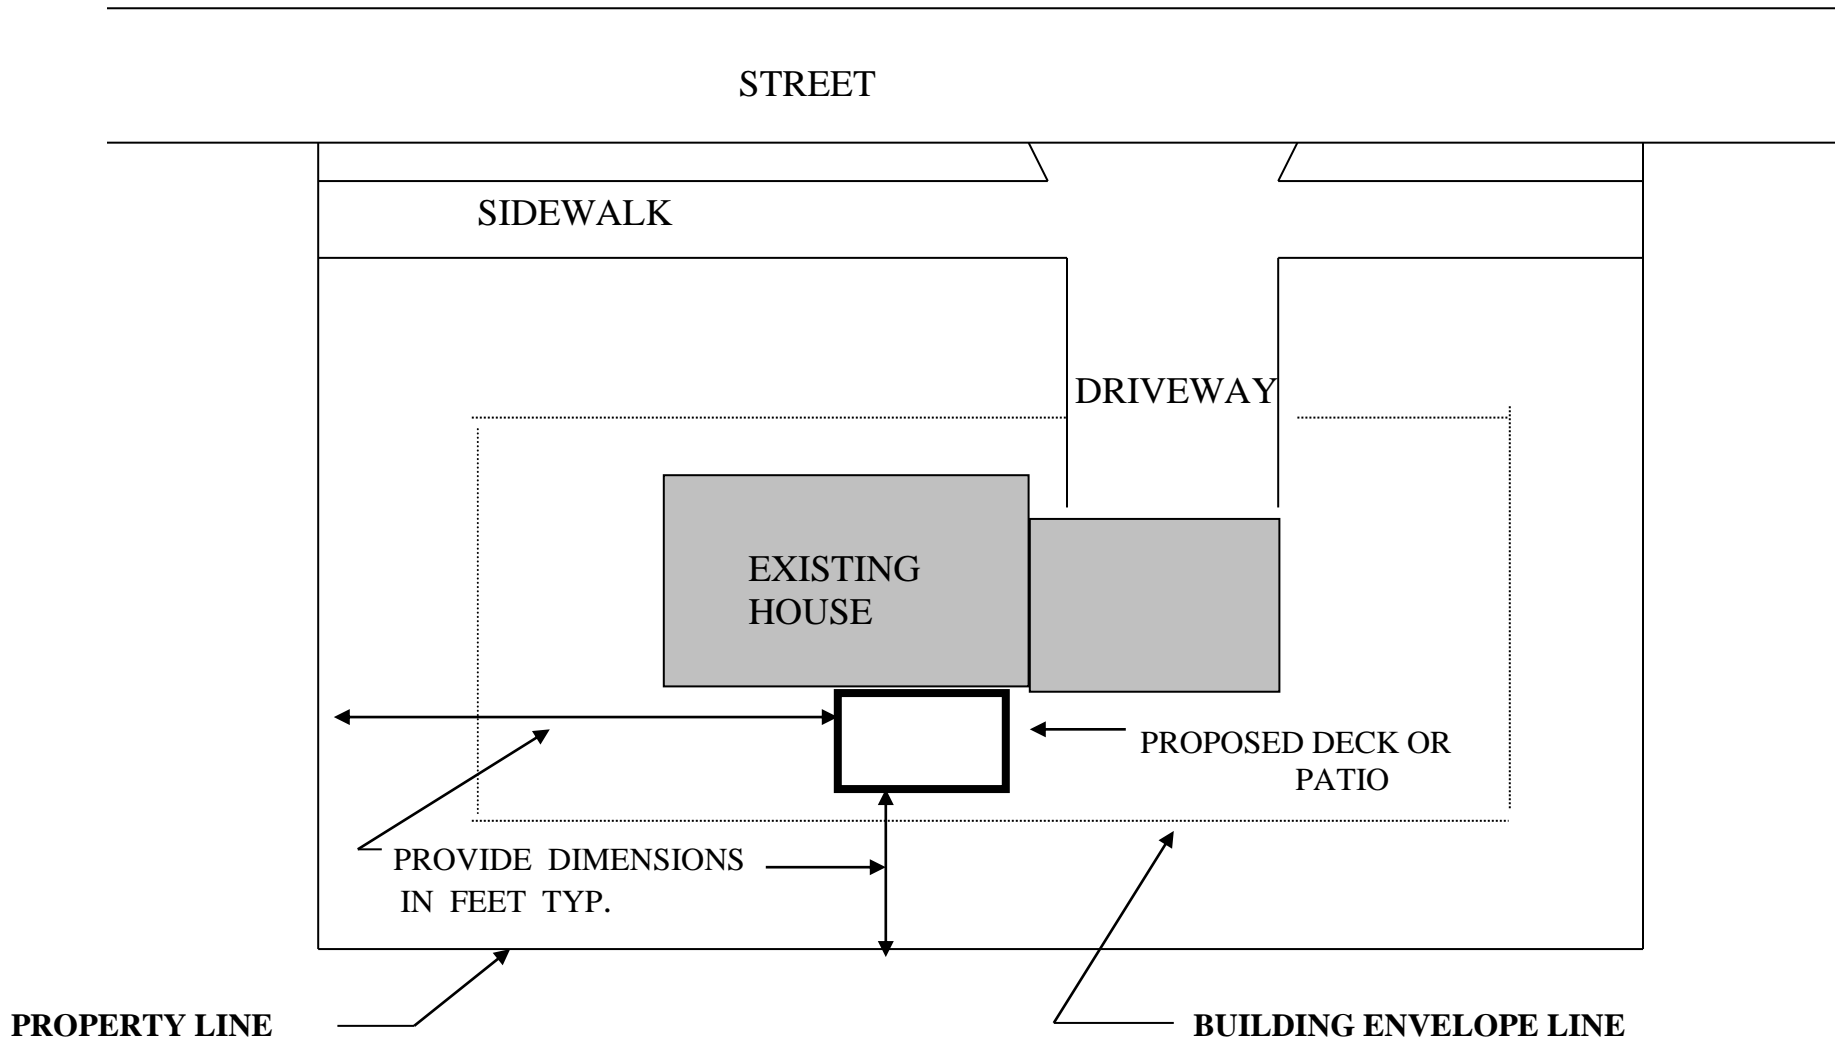 STREET
SIDEWALK
DRIVEWAY
EXISTING
HOUSE
PROPOSED DECK OR
PATIO
PROVIDE DIMENSIONS
IN FEET TYP.
PROPERTY LINE
BUILDING ENVELOPE LINE